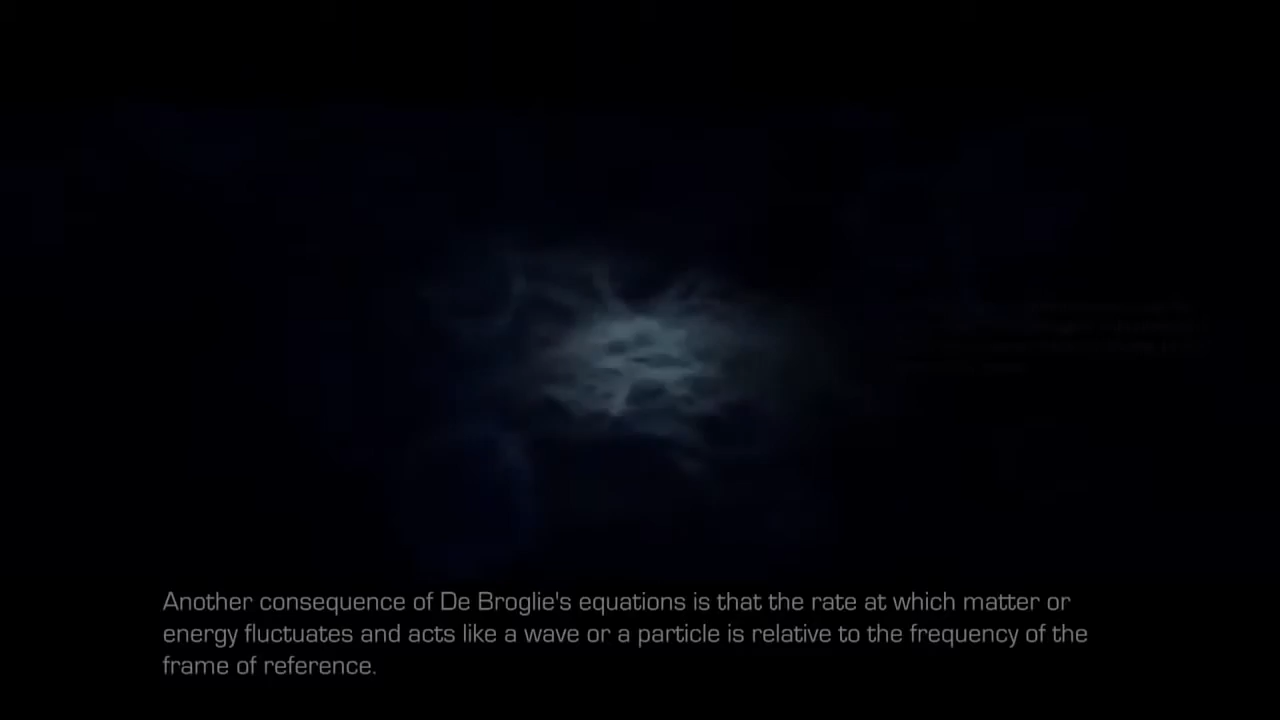 Another consequence of De Broglie's equations is that the rate at which matter or
energy fluctuates and acts like a wave or a particle is relative to the frequency of the
frame of reference.